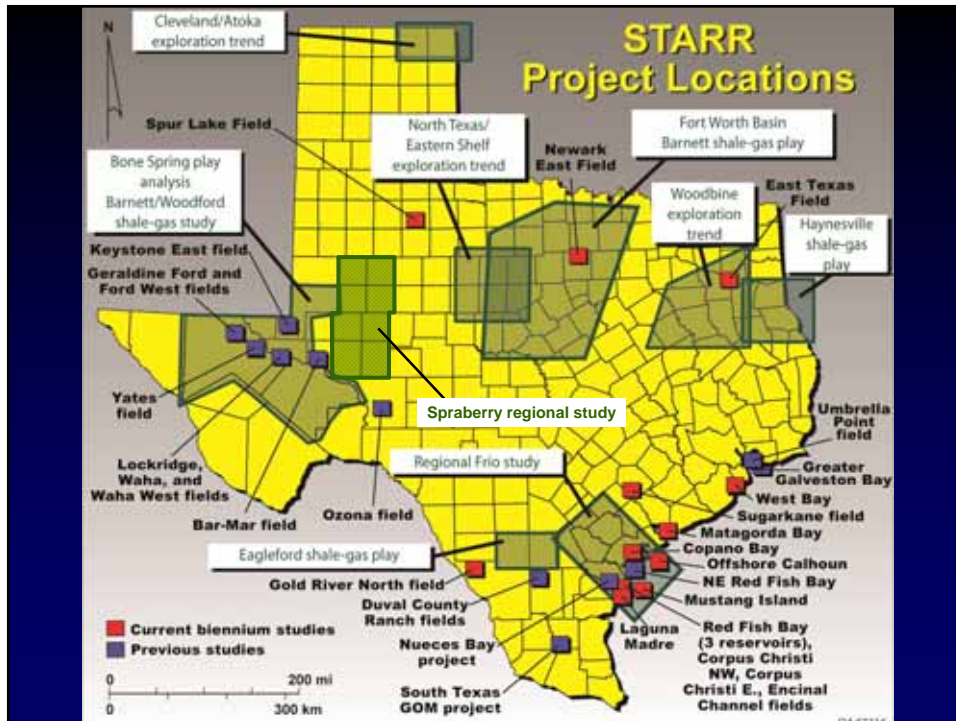 Cleveland/Atoka
exploration trend
N
STARR
Project Locations
Spur Lake Field
North Texas/
Eastern Shelf
exploration trend
Newark
East Field
Fort Worth Basin
Barnett shale-gas play
Bone Spring play
analysis
Barnett/Woodford
shale-gas study
Woodbine
exploration
trend
East Texas
Field
Haynesville
shale-gas
play
Keystone East field
Geraldine Ford and
Ford West fields
Yates
field
Lockridge,
Waha, and
Waha West fields
Bar-Mar field
Ozona field
Spraberry regional study
Regional Frio study
Umbrella
Point
field
Greater
Galveston Bay
West Bay
Sugarkane field
Matagorda Bay
Copano Bay
Offshore Calhoun
NE Red Fish Bay
Mustang Island
Eagleford shale-gas play
Gold River North field
Duval County
Ranch fields
Nueces Bay
project
South Texas
GOM project
Laguna
Madre
Red Fish Bay
(3 reservoirs),
Corpus Christi
NW, Corpus
Christi E., Encinal
Channel fields
Current biennium studies
Previous studies
0 200 mi
0 300 km